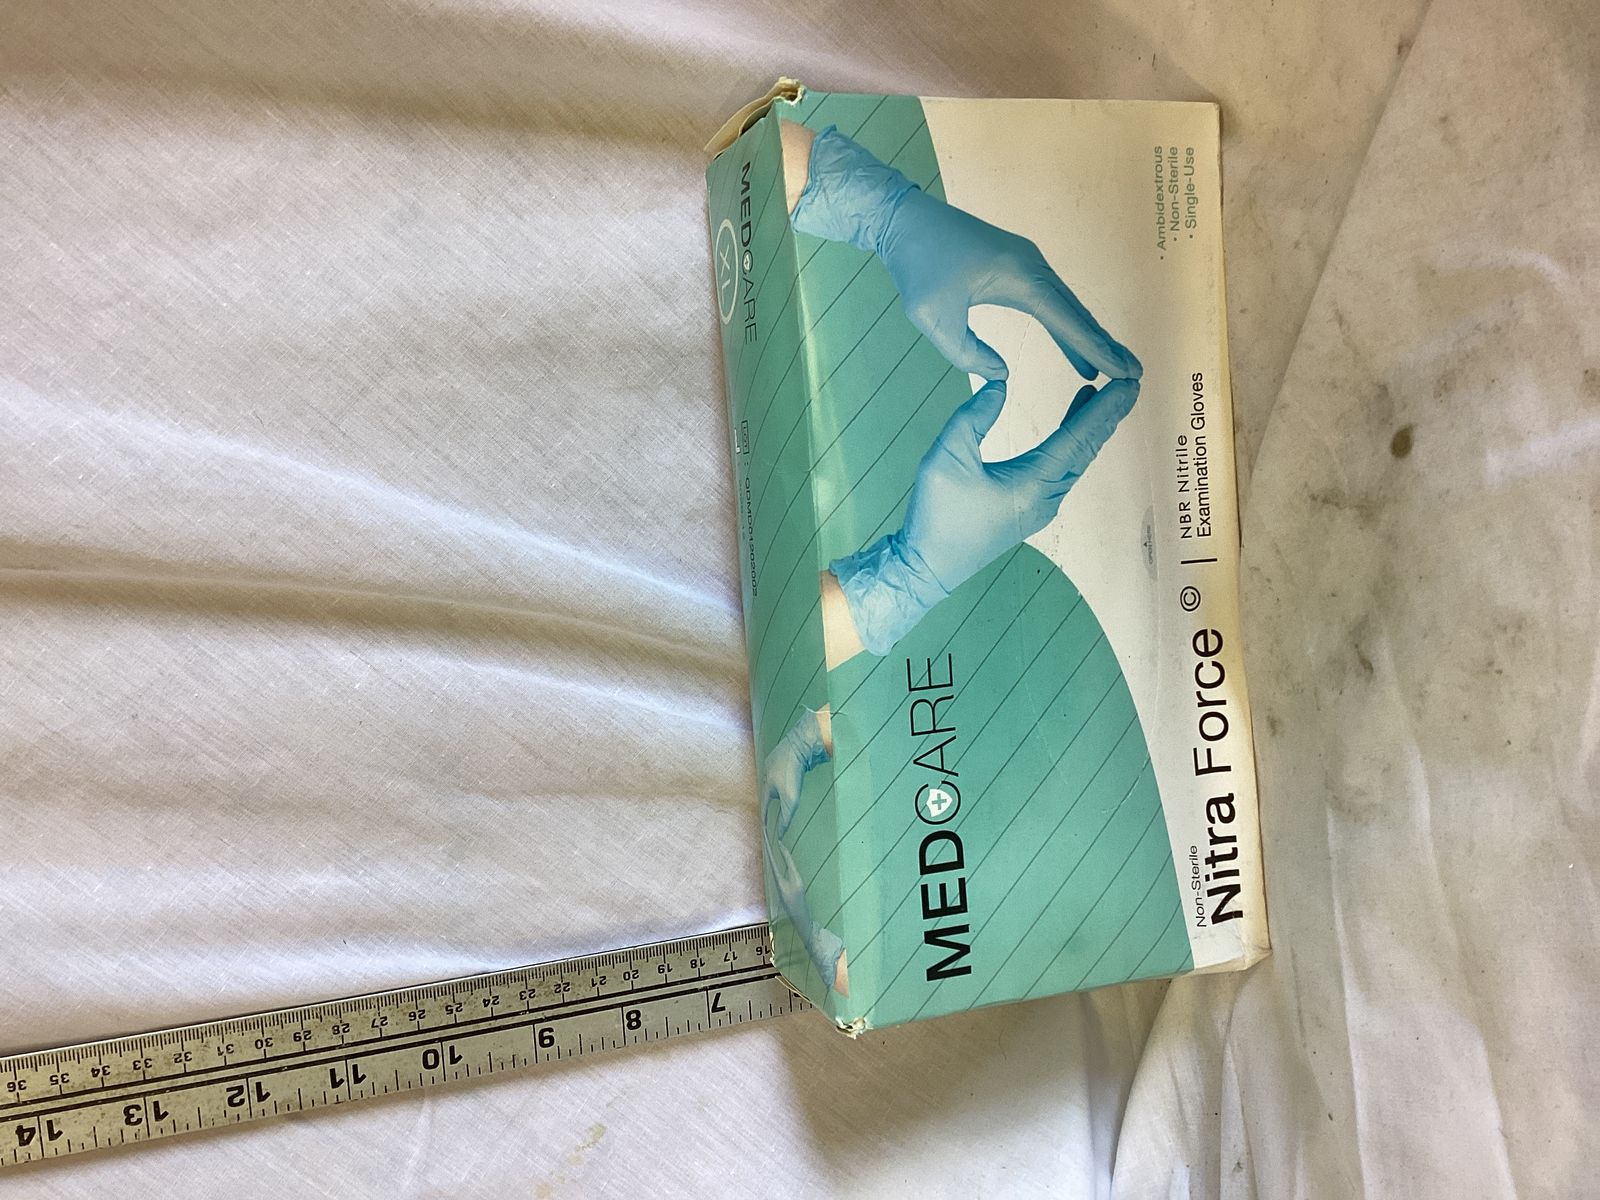 MEDCARE
Non-Sterile
Nitra Force © | NBR Nitrile
Examination Gloves
• Ambidextrous
• Non-Sterile
• Single-Use
MEDCARE
XL
LOT :
16 17 18 19 20 21 22 23 24 25 26 27 28 29 30 31 32 33 34 35 36
7 8 9 10 11 12 13 14